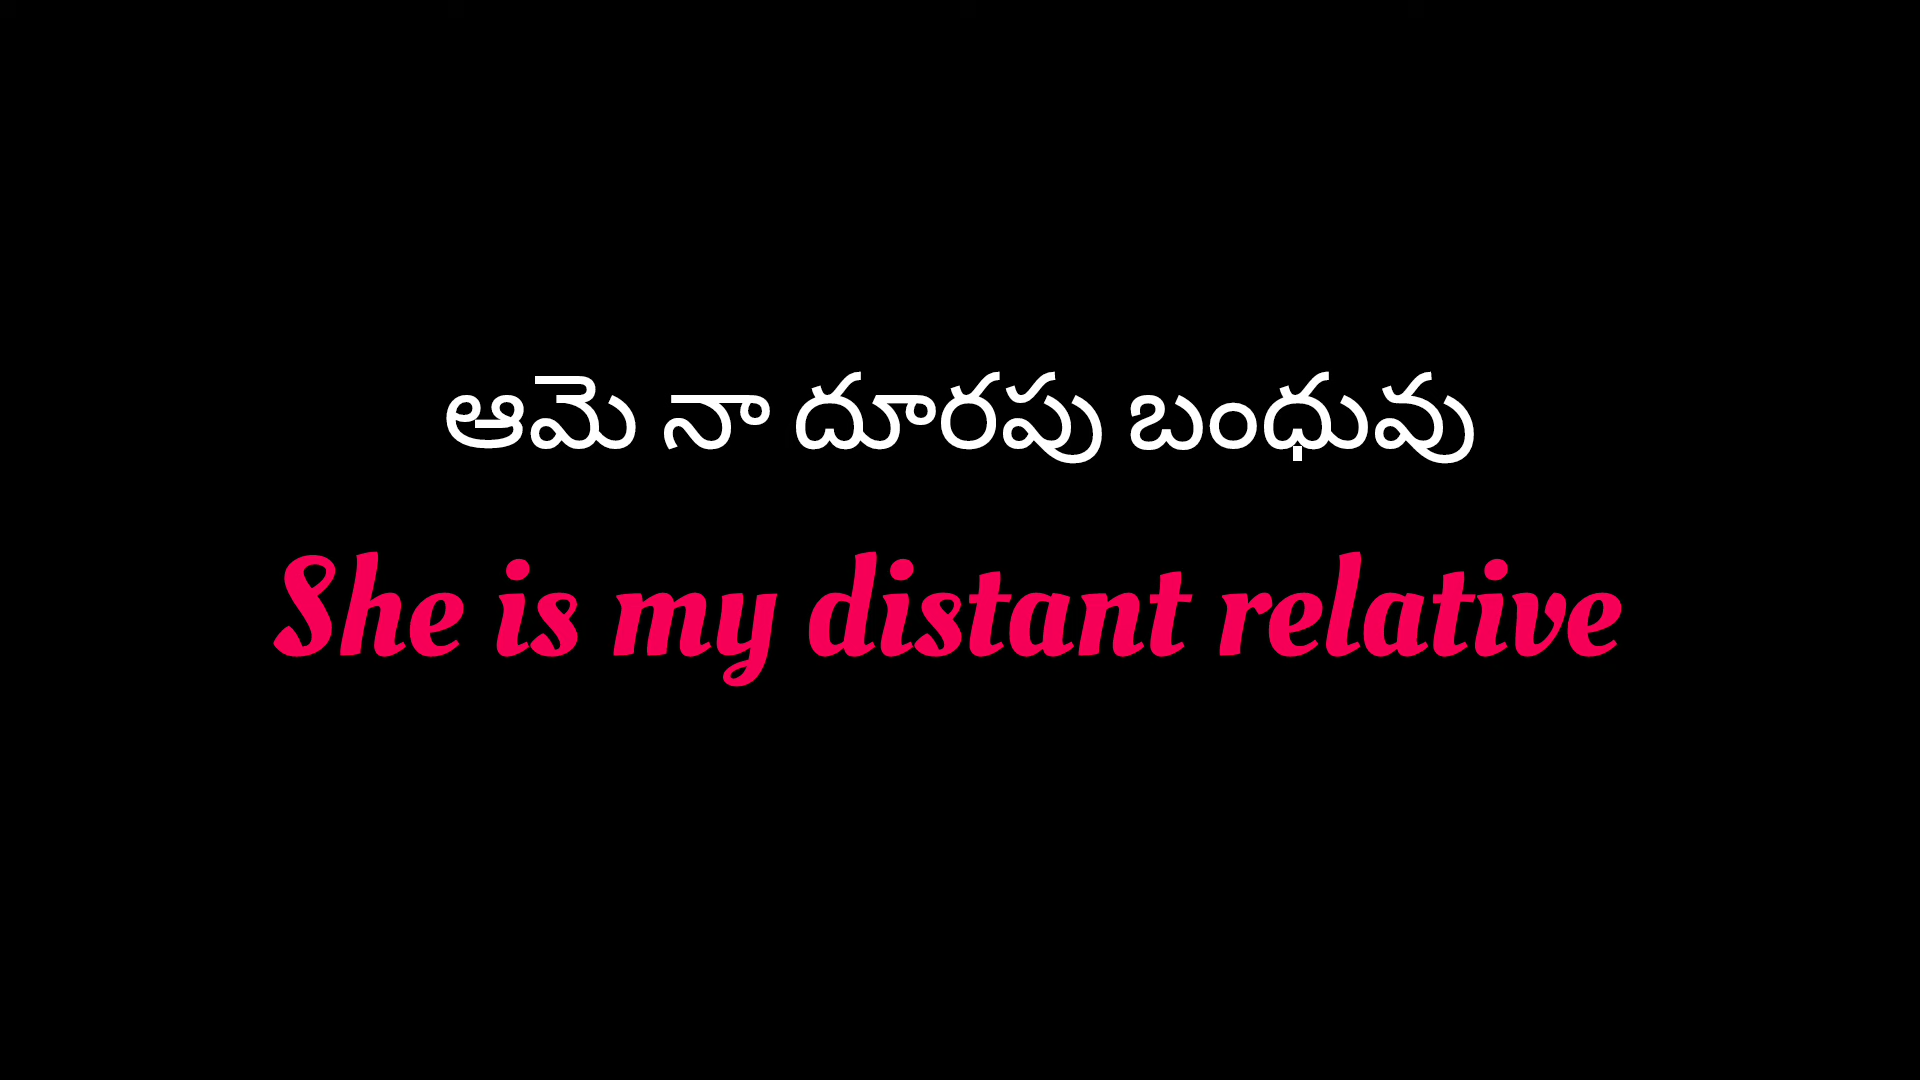 ఆమె నా దూరపు బంధువు
She is my distant relative